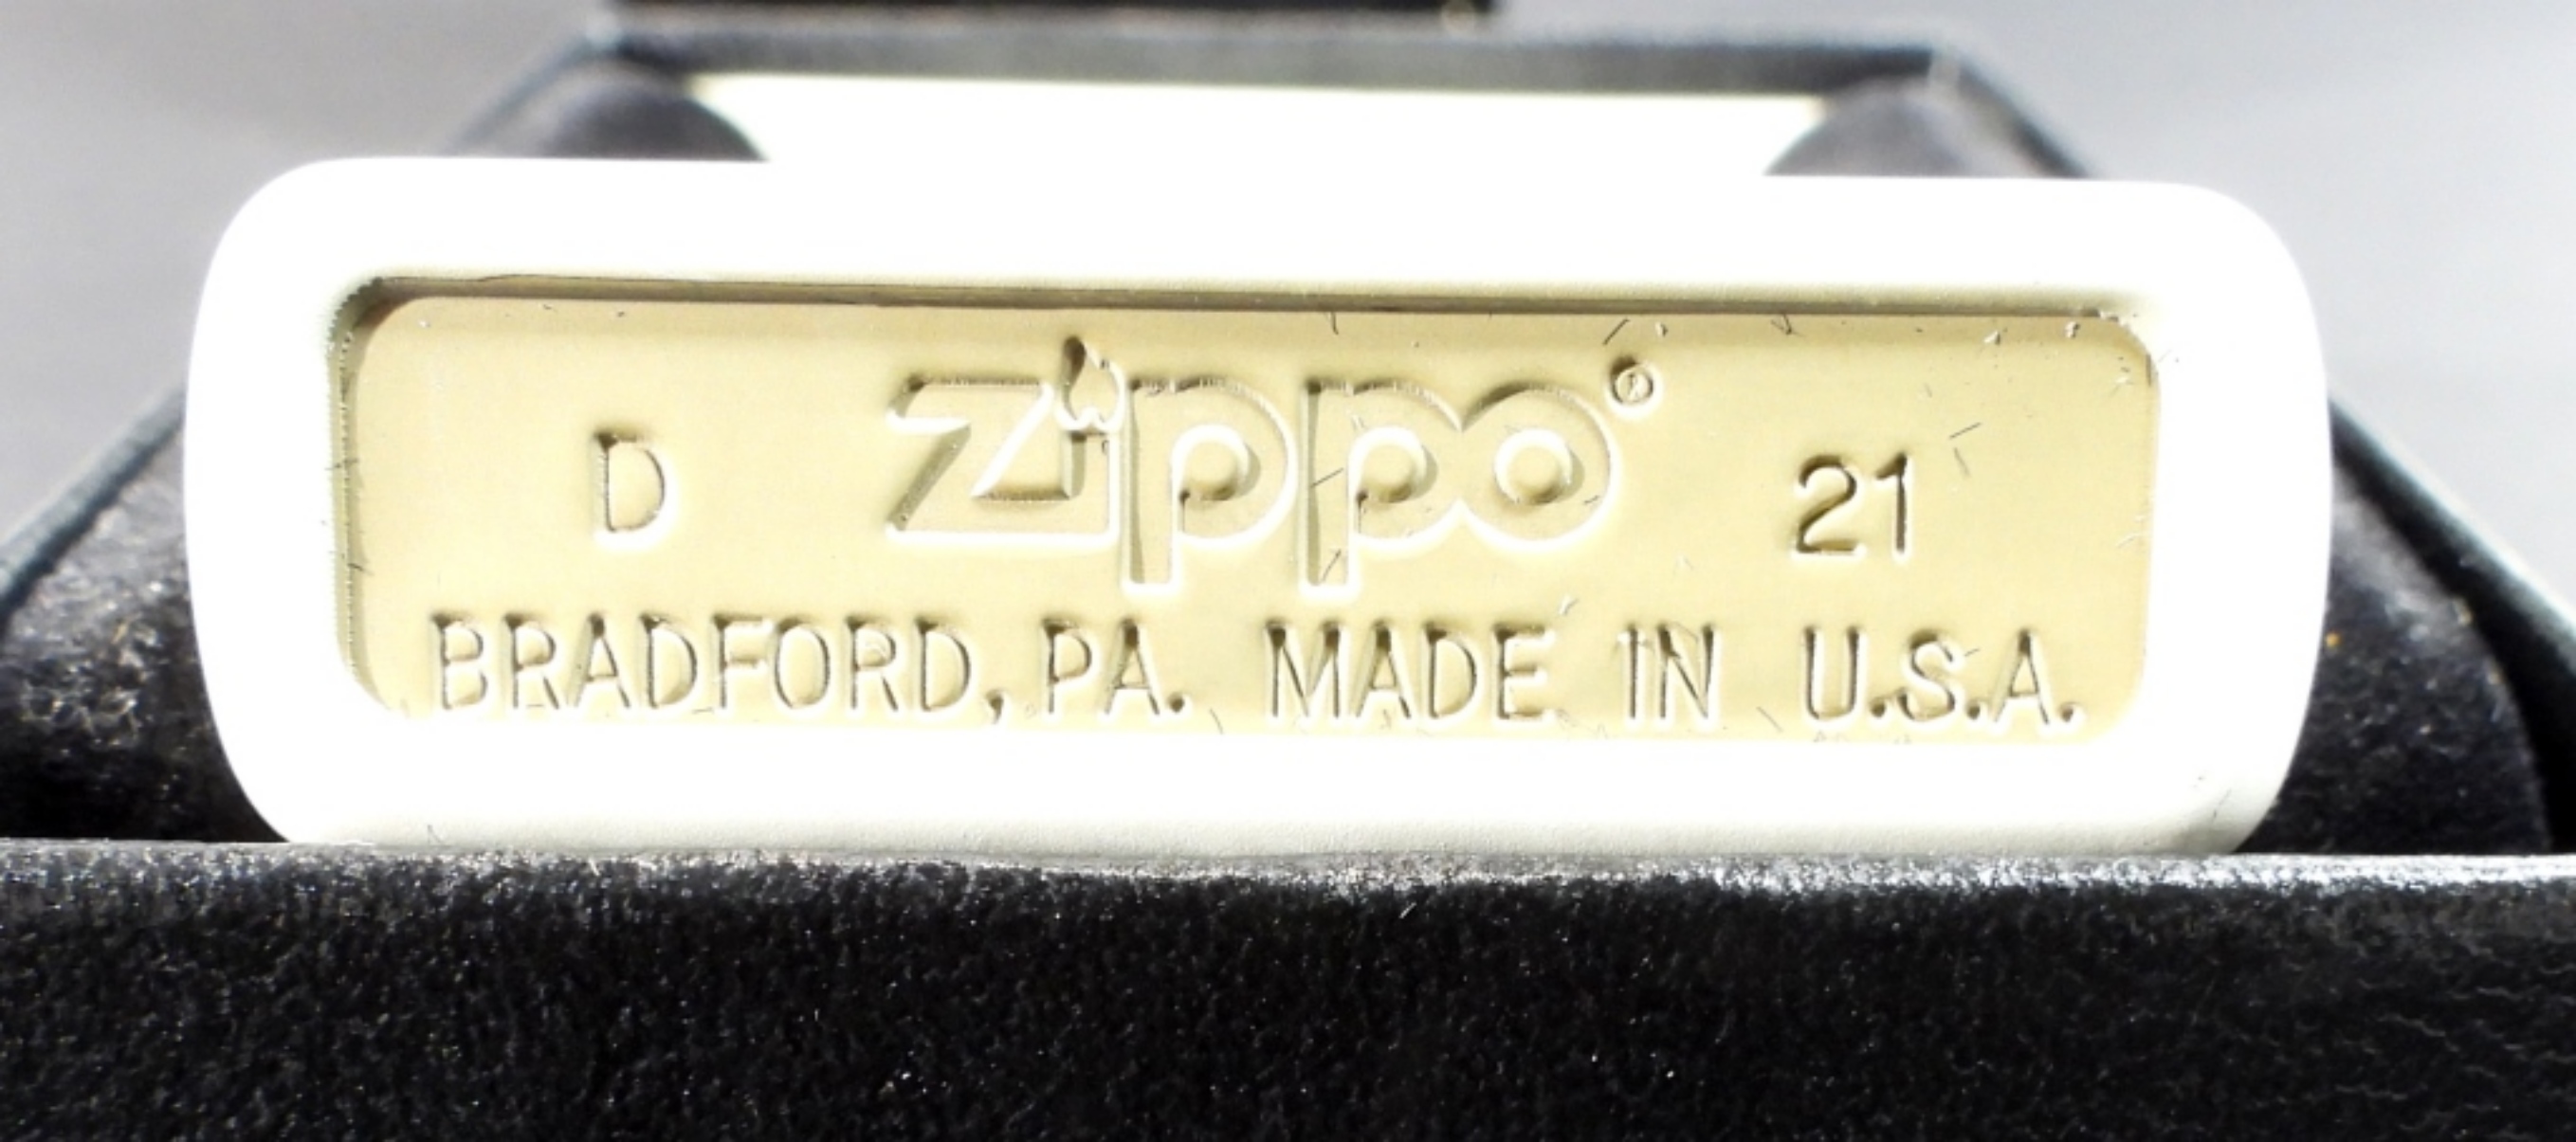 D Zippo® 21
BRADFORD, PA. MADE IN U.S.A.